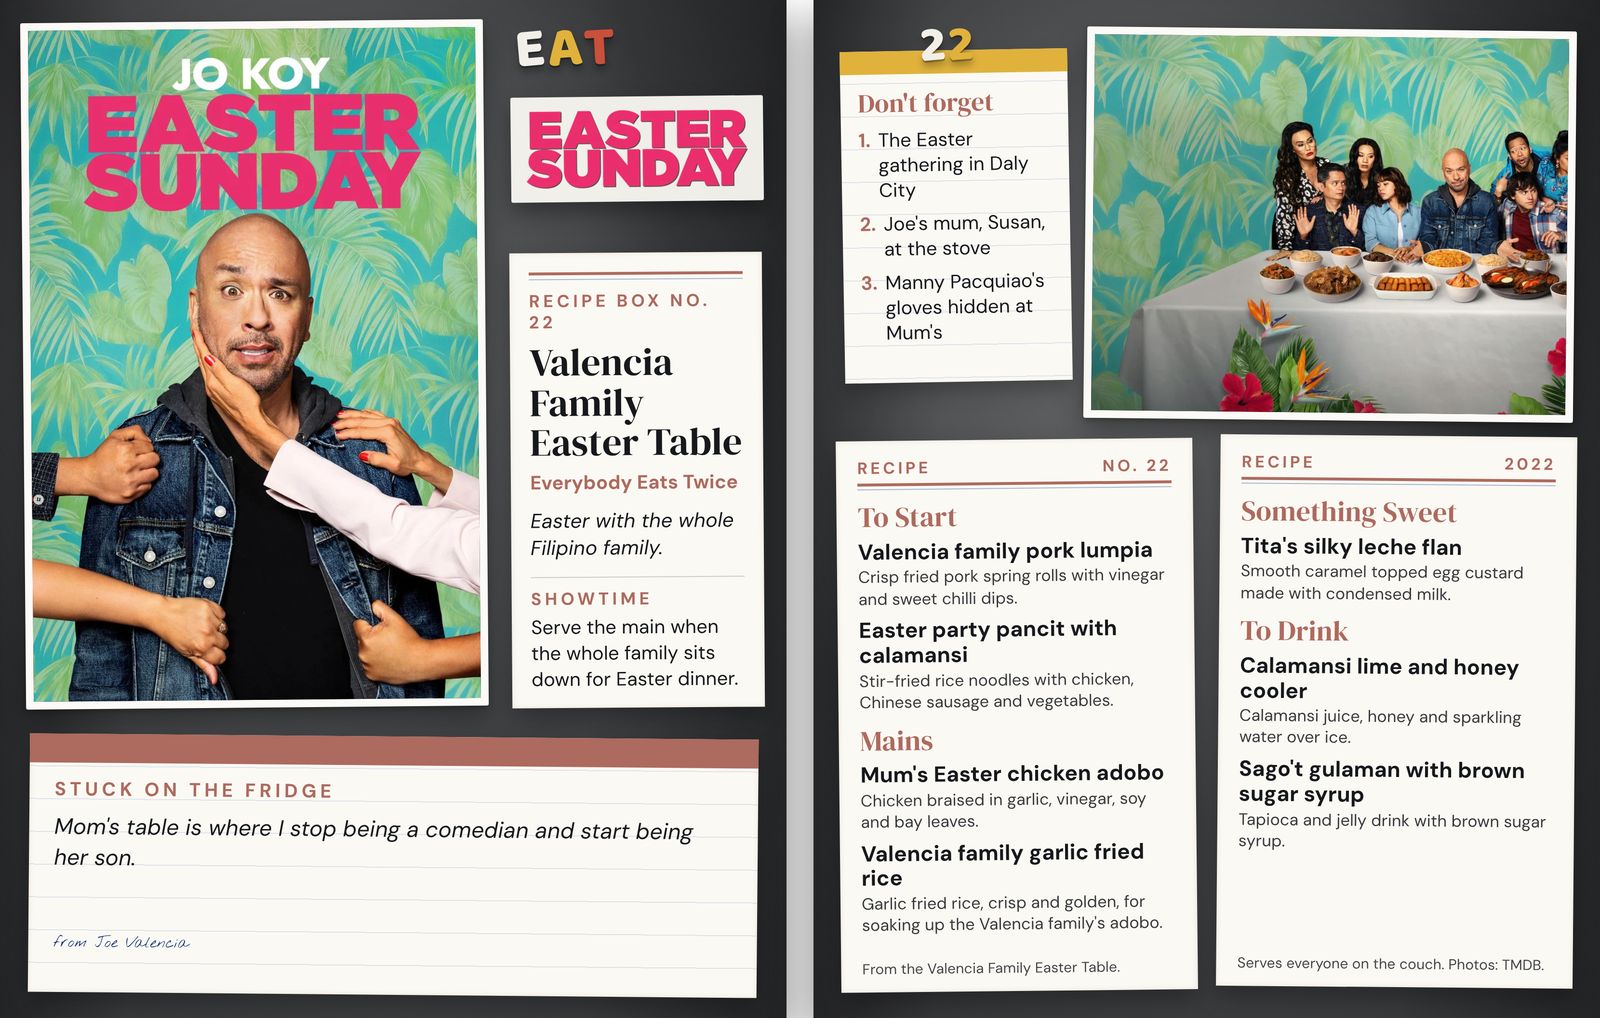 JO KOY
EASTER
SUNDAY
EAT
EASTER
SUNDAY
RECIPE BOX NO.
22
Valencia
Family
Easter Table
Everybody Eats Twice
Easter with the whole
Filipino family.
SHOWTIME
Serve the main when
the whole family sits
down for Easter dinner.
STUCK ON THE FRIDGE
Mom's table is where I stop being a comedian and start being
her son.
from Joe Valencia
22
Don't forget
1. The Easter
gathering in Daly
City
2. Joe's mum, Susan,
at the stove
3. Manny Pacquiao's
gloves hidden at
Mum's
RECIPE NO. 22
To Start
Valencia family pork lumpia
Crisp fried pork spring rolls with vinegar
and sweet chilli dips.
Easter party pancit with
calamansi
Stir-fried rice noodles with chicken,
Chinese sausage and vegetables.
Mains
Mum's Easter chicken adobo
Chicken braised in garlic, vinegar, soy
and bay leaves.
Valencia family garlic fried
rice
Garlic fried rice, crisp and golden, for
soaking up the Valencia family's adobo.
From the Valencia Family Easter Table.
RECIPE 2022
Something Sweet
Tita's silky leche flan
Smooth caramel topped egg custard
made with condensed milk.
To Drink
Calamansi lime and honey
cooler
Calamansi juice, honey and sparkling
water over ice.
Sago't gulaman with brown
sugar syrup
Tapioca and jelly drink with brown sugar
syrup.
Serves everyone on the couch. Photos: TMDB.